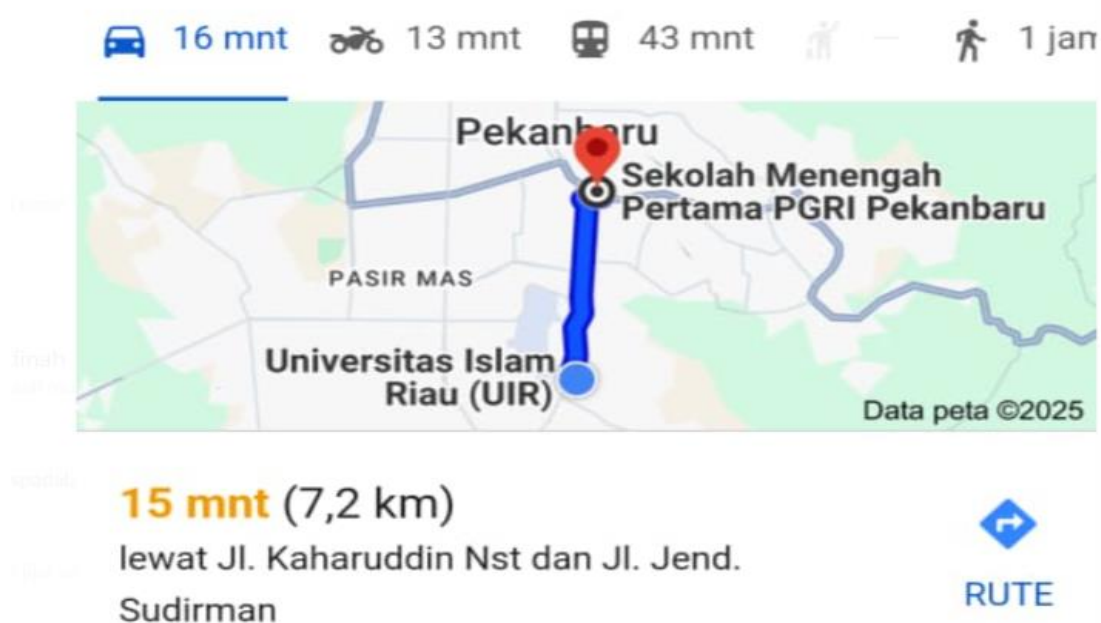 16 mnt 13 mnt 43 mnt — 1 jam
Pekanbaru
Sekolah Menengah
Pertama PGRI Pekanbaru
PASIR MAS
Universitas Islam
Riau (UIR)
Data peta ©2025
15 mnt (7,2 km)
lewat Jl. Kaharuddin Nst dan Jl. Jend.
Sudirman
RUTE